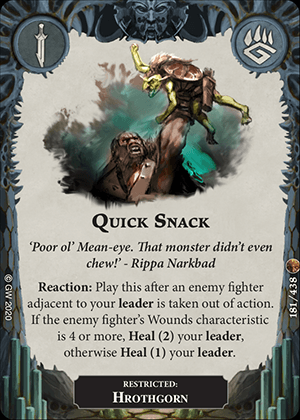 QUICK SNACK
‘Poor ol’ Mean-eye. That monster didn’t even
chew!’ - Rippa Narkbad
Reaction: Play this after an enemy fighter
adjacent to your leader is taken out of action.
If the enemy fighter’s Wounds characteristic
is 4 or more, Heal (2) your leader,
otherwise Heal (1) your leader.
RESTRICTED:
HROTHGORN
© GW 2020
181/438